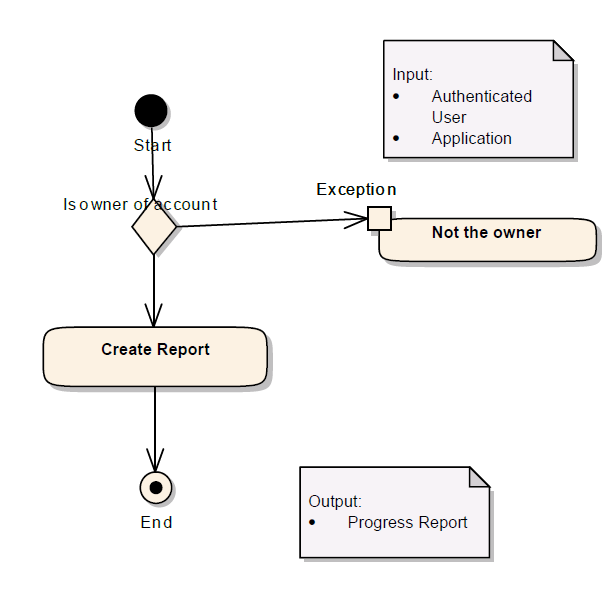 Input:
• Authenticated
User
• Application
Start
Exception
Is owner of account
Not the owner
Create Report
Output:
• Progress Report
End